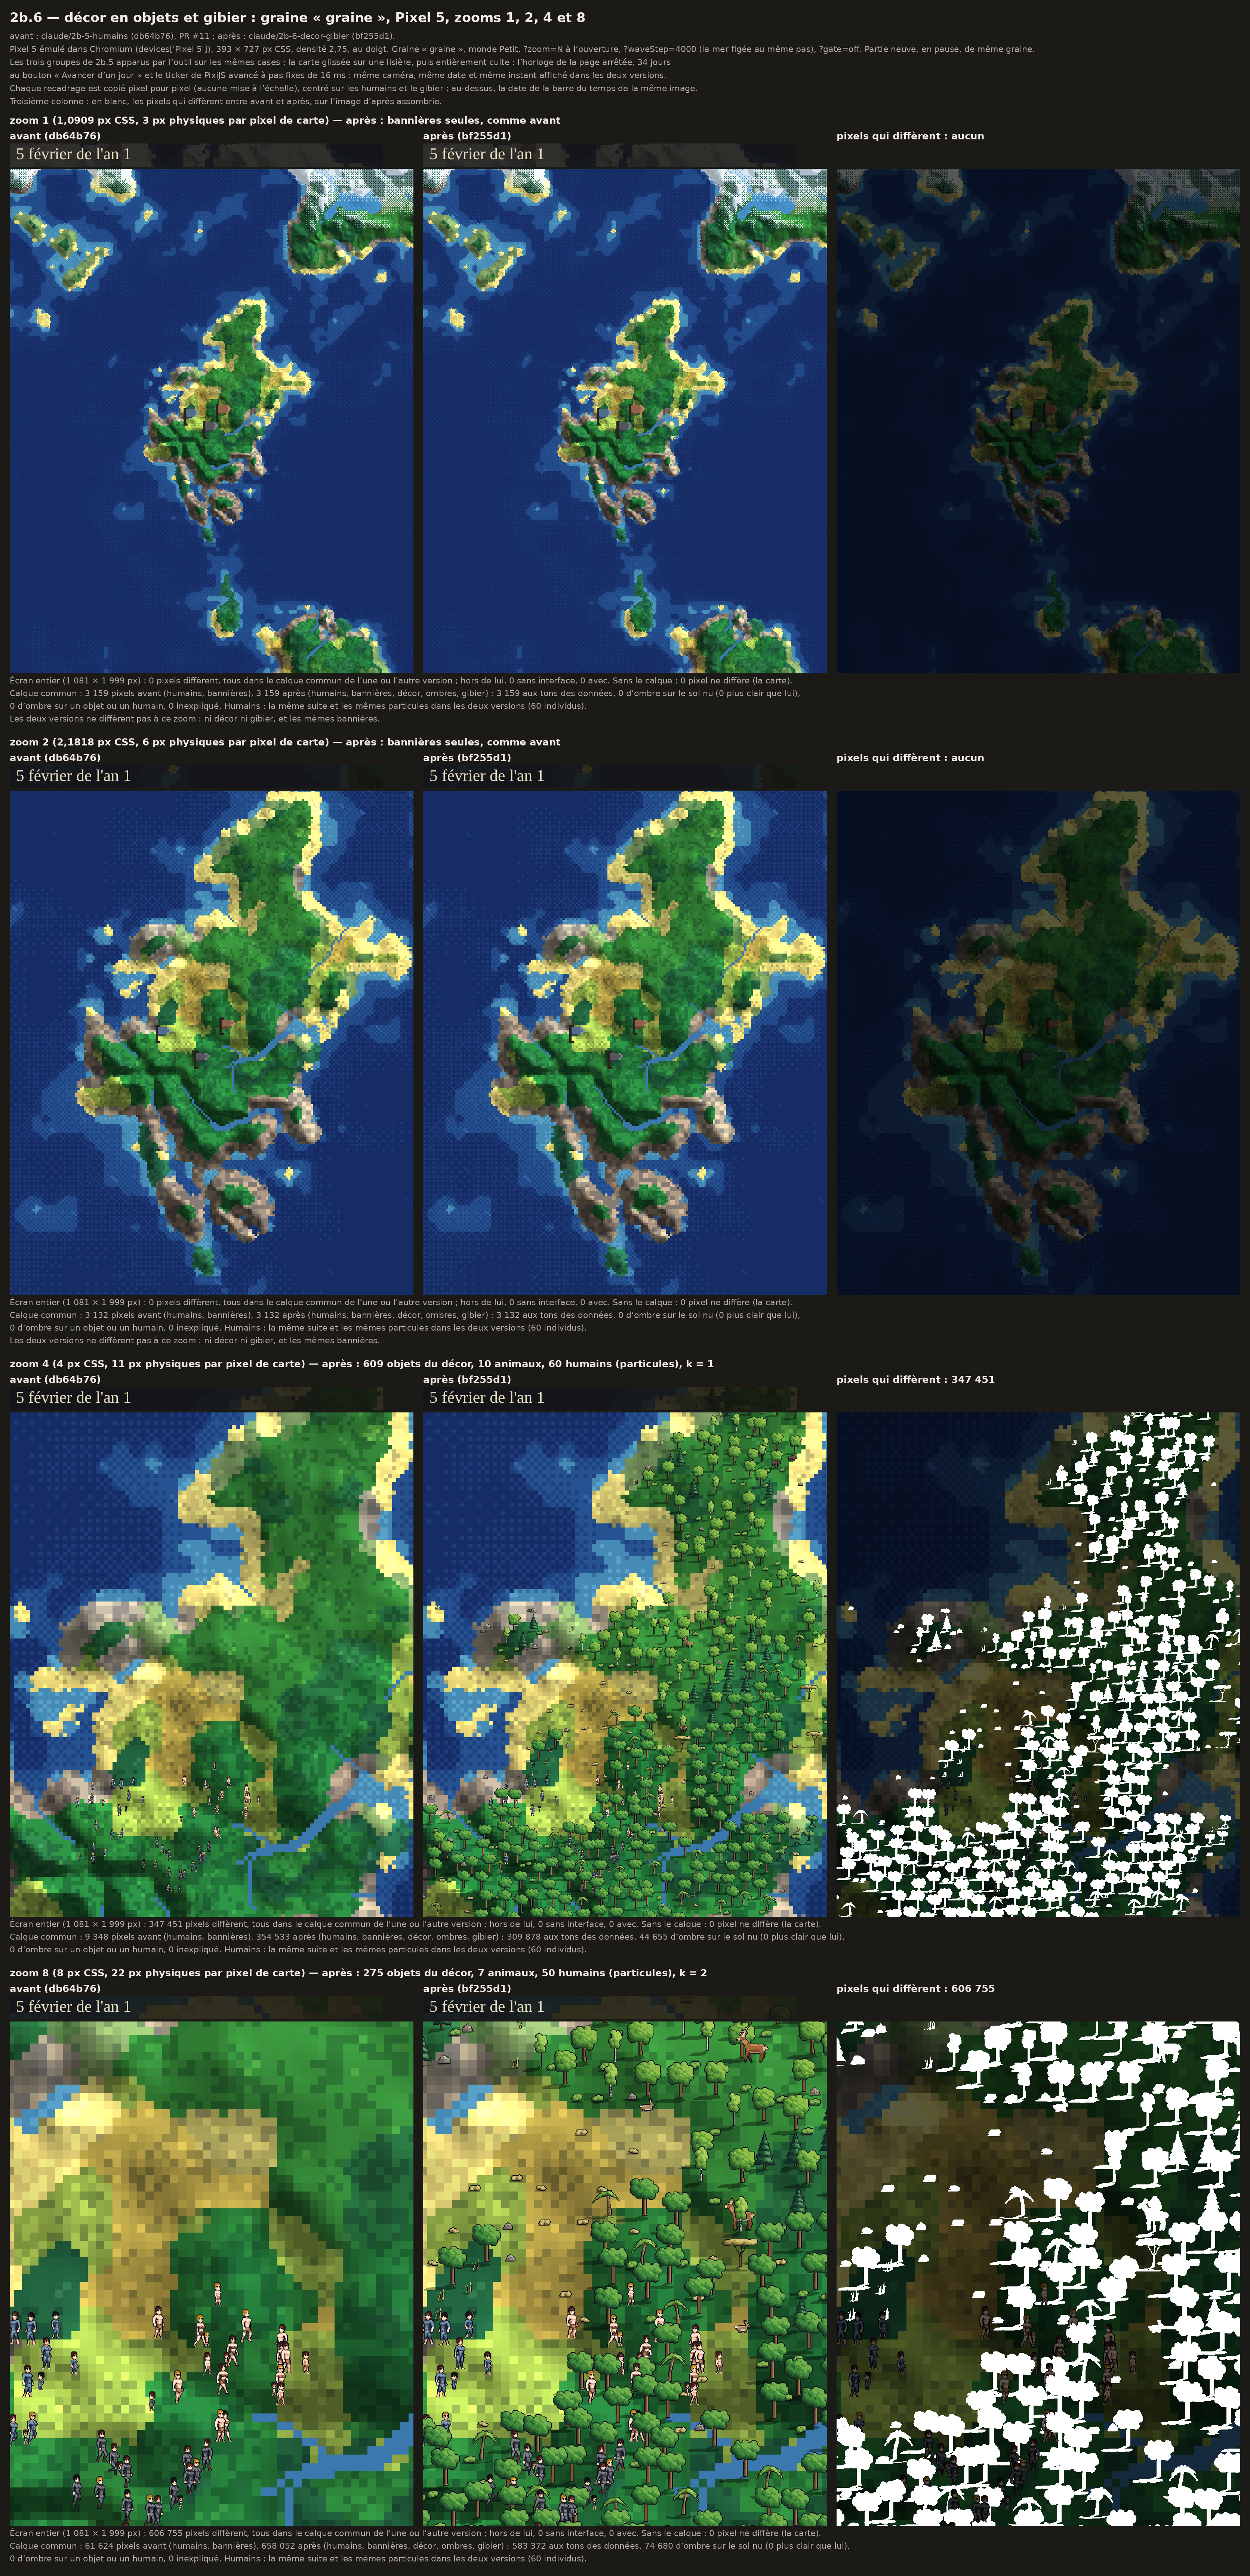 2b.6 — décor en objets et gibier : graine « graine », Pixel 5, zooms 1, 2, 4 et 8
avant : claude/2b-5-humains (db64b76), PR #11 ; après : claude/2b-6-decor-gibier (bf255d1).
Pixel 5 émulé dans Chromium (devices['Pixel 5']), 393 × 727 px CSS, densité 2,75, au doigt. Graine « graine », monde Petit, ?zoom=N à l’ouverture, ?waveStep=4000 (la mer figée au même pas), ?gate=off. Partie neuve, en pause, de même graine.
Les trois groupes de 2b.5 apparus par l’outil sur les mêmes cases ; la carte glissée sur une lisière, puis entièrement cuite ; l’horloge de la page arrêtée, 34 jours
au bouton « Avancer d’un jour » et le ticker de PixiJS avancé à pas fixes de 16 ms : même caméra, même date et même instant affiché dans les deux versions.
Chaque recadrage est copié pixel pour pixel (aucune mise à l’échelle), centré sur les humains et le gibier ; au-dessus, la date de la barre du temps de la même image.
Troisième colonne : en blanc, les pixels qui diffèrent entre avant et après, sur l’image d’après assombrie.
zoom 1 (1,0909 px CSS, 3 px physiques par pixel de carte) — après : bannières seules, comme avant
avant (db64b76)
après (bf255d1)
pixels qui diffèrent : aucun
5 février de l'an 1
5 février de l'an 1
Écran entier (1 081 × 1 999 px) : 0 pixels diffèrent, tous dans le calque commun de l’une ou l’autre version ; hors de lui, 0 sans interface, 0 avec. Sans le calque : 0 pixel ne diffère (la carte).
Calque commun : 3 159 pixels avant (humains, bannières), 3 159 après (humains, bannières, décor, ombres, gibier) : 3 159 aux tons des données, 0 d’ombre sur le sol nu (0 plus clair que lui),
0 d’ombre sur un objet ou un humain, 0 inexpliqué. Humains : la même suite et les mêmes particules dans les deux versions (60 individus).
Les deux versions ne diffèrent pas à ce zoom : ni décor ni gibier, et les mêmes bannières.
zoom 2 (2,1818 px CSS, 6 px physiques par pixel de carte) — après : bannières seules, comme avant
avant (db64b76)
après (bf255d1)
pixels qui diffèrent : aucun
5 février de l'an 1
5 février de l'an 1
Écran entier (1 081 × 1 999 px) : 0 pixels diffèrent, tous dans le calque commun de l’une ou l’autre version ; hors de lui, 0 sans interface, 0 avec. Sans le calque : 0 pixel ne diffère (la carte).
Calque commun : 3 132 pixels avant (humains, bannières), 3 132 après (humains, bannières, décor, ombres, gibier) : 3 132 aux tons des données, 0 d’ombre sur le sol nu (0 plus clair que lui),
0 d’ombre sur un objet ou un humain, 0 inexpliqué. Humains : la même suite et les mêmes particules dans les deux versions (60 individus).
Les deux versions ne diffèrent pas à ce zoom : ni décor ni gibier, et les mêmes bannières.
zoom 4 (4 px CSS, 11 px physiques par pixel de carte) — après : 609 objets du décor, 10 animaux, 60 humains (particules), k = 1
avant (db64b76)
après (bf255d1)
pixels qui diffèrent : 347 451
5 février de l'an 1
5 février de l'an 1
Écran entier (1 081 × 1 999 px) : 347 451 pixels diffèrent, tous dans le calque commun de l’une ou l’autre version ; hors de lui, 0 sans interface, 0 avec. Sans le calque : 0 pixel ne diffère (la carte).
Calque commun : 9 348 pixels avant (humains, bannières), 354 533 après (humains, bannières, décor, ombres, gibier) : 309 878 aux tons des données, 44 655 d’ombre sur le sol nu (0 plus clair que lui),
0 d’ombre sur un objet ou un humain, 0 inexpliqué. Humains : la même suite et les mêmes particules dans les deux versions (60 individus).
zoom 8 (8 px CSS, 22 px physiques par pixel de carte) — après : 275 objets du décor, 7 animaux, 50 humains (particules), k = 2
avant (db64b76)
après (bf255d1)
pixels qui diffèrent : 606 755
5 février de l'an 1
5 février de l'an 1
Écran entier (1 081 × 1 999 px) : 606 755 pixels diffèrent, tous dans le calque commun de l’une ou l’autre version ; hors de lui, 0 sans interface, 0 avec. Sans le calque : 0 pixel ne diffère (la carte).
Calque commun : 61 624 pixels avant (humains, bannières), 658 052 après (humains, bannières, décor, ombres, gibier) : 583 372 aux tons des données, 74 680 d’ombre sur le sol nu (0 plus clair que lui),
0 d’ombre sur un objet ou un humain, 0 inexpliqué. Humains : la même suite et les mêmes particules dans les deux versions (60 individus).